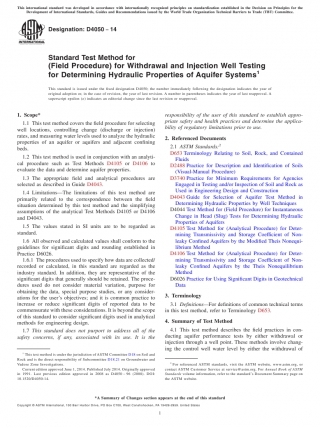 This international standard was developed in accordance with internationally recognized principles on standardization established in the Decision on Principles for the
Development of International Standards, Guides and Recommendations issued by the World Trade Organization Technical Barriers to Trade (TBT) Committee.
INTERNATIONAL
Designation: D4050 − 14
Standard Test Method for
(Field Procedure) for Withdrawal and Injection Well Testing
for Determining Hydraulic Properties of Aquifer Systems1
This standard is issued under the fixed designation D4050; the number immediately following the designation indicates the year of
original adoption or, in the case of revision, the year of last revision. A number in parentheses indicates the year of last reapproval. A
superscript epsilon (ε) indicates an editorial change since the last revision or reapproval.
1. Scope*
1.1 This test method covers the field procedure for selecting
well locations, controlling change (discharge or injection)
rates, and measuring water levels used to analyze the hydraulic
properties of an aquifer or aquifers and adjacent confining
beds.
1.2 This test method is used in conjunction with an analyti-
cal procedure such as Test Methods D4105 or D4106 to
evaluate the data and determine aquifer properties.
1.3 The appropriate field and analytical procedures are
selected as described in Guide D4043.
1.4 Limitations—The limitations of this test method are
primarily related to the correspondence between the field
situation determined by this test method and the simplifying
assumptions of the analytical Test Methods D4105 or D4106
and D4043.
1.5 The values stated in SI units are to be regarded as
standard.
1.6 All observed and calculated values shall conform to the
guidelines for significant digits and rounding established in
Practice D6026.
1.6.1 The procedures used to specify how data are collected/
recorded or calculated, in this standard are regarded as the
industry standard. In addition, they are representative of the
significant digits that generally should be retained. The proce-
dures used do not consider material variation, purpose for
obtaining the data, special purpose studies, or any consider-
ations for the user's objectives; and it is common practice to
increase or reduce significant digits of reported data to be
commensurate with these considerations. It is beyond the scope
of this standard to consider significant digits used in analytical
methods for engineering design.
1.7 This standard does not purport to address all of the
safety concerns, if any, associated with its use. It is the
1 This test method is under the jurisdiction of ASTM Committee D18 on Soil and
Rock and is the direct responsibility of Subcommittee D18.21 on Groundwater and
Vadose Zone Investigations.
Current edition approved June 1, 2014. Published July 2014. Originally approved
in 1991. Last previous edition approved in 
responsibility of the user of this standard to establish appro-
priate safety and health practices and determine the applica-
bility of regulatory limitations prior to use.
2. Referenced Documents
2.1 ASTM Standards:2
D653 Terminology Relating to Soil, Rock, and Contained
Fluids
D2488 Practice for Description and Identification of Soils
(Visual-Manual Procedure)
D3740 Practice for Minimum Requirements for Agencies
Engaged in Testing and/or Inspection of Soil and Rock as
Used in Engineering Design and Construction
D4043 Guide for Selection of Aquifer Test Method in
Determining Hydraulic Properties by Well Techniques
D4044 Test Method for (Field Procedure) for Instantaneous
Change in Head (Slug) Tests for Determining Hydraulic
Properties of Aquifers
D4105 Test Method for (Analytical Procedure) for Deter-
mining Transmissivity and Storage Coefficient of Non-
leaky Confined Aquifers by the Modified Theis Nonequi-
librium Method
D4106 Test Method for (Analytical Procedure) for Deter-
mining Transmissivity and Storage Coefficient of Non-
leaky Confined Aquifers by the Theis Nonequilibrium
Method
D6026 Practice for Using Significant Digits in Geotechnical
Data
3. Terminology
3.1 Definitions—For definitions of common technical terms
in this test method, refer to Terminology D653.
4. Summary of Test Method
4.1 This test method describes the field practices in con-
ducting aquifer performance tests by either withdrawal or
injection through a well point. These methods involve chang-
ing the control well water level by either the withdrawal of
2 For referenced ASTM standards, visit the ASTM website, www.astm.org, or
contact ASTM Customer Service at service@astm.org. For Annual Book of ASTM
Standards volume information, refer to the standard's Document Summary page on
the ASTM website.
*A Summary of Changes section appears at the end of this standard
Copyright © ASTM International, 100 Barr Harbor Drive, PO Box C700, West Conshohocken, PA 19428-2959. United States
1